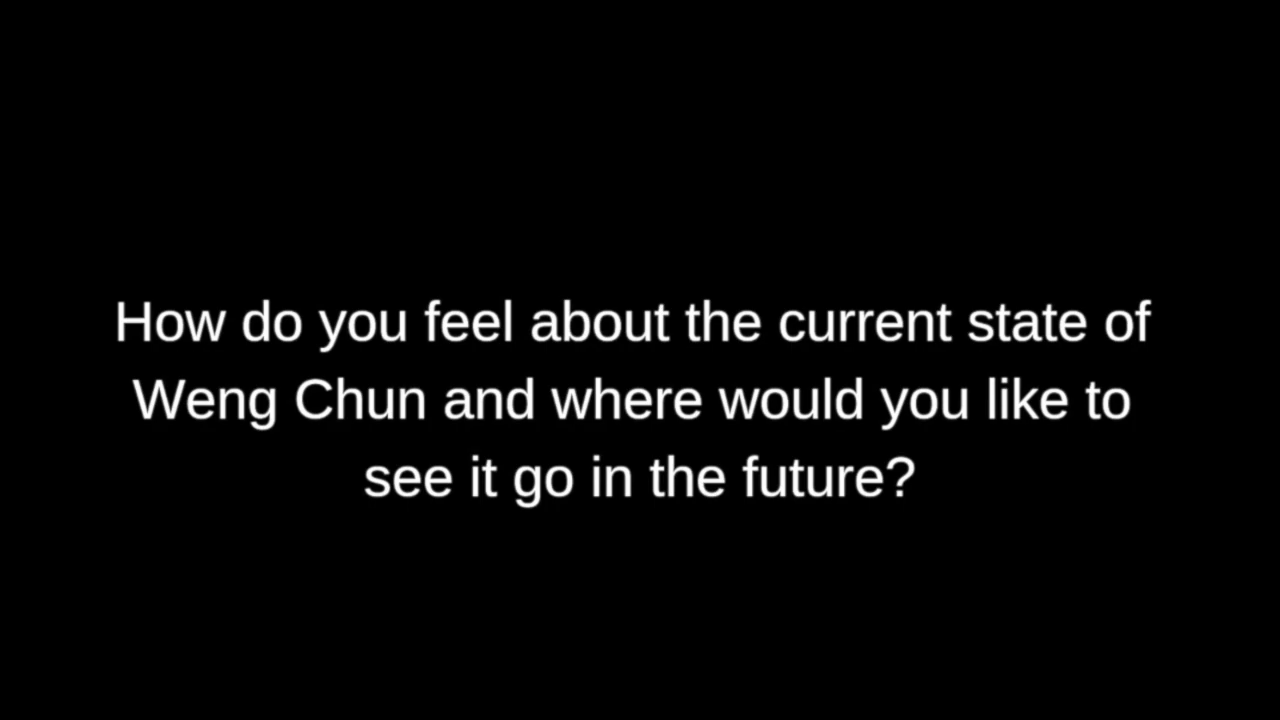 How do you feel about the current state of
Weng Chun and where would you like to
see it go in the future?